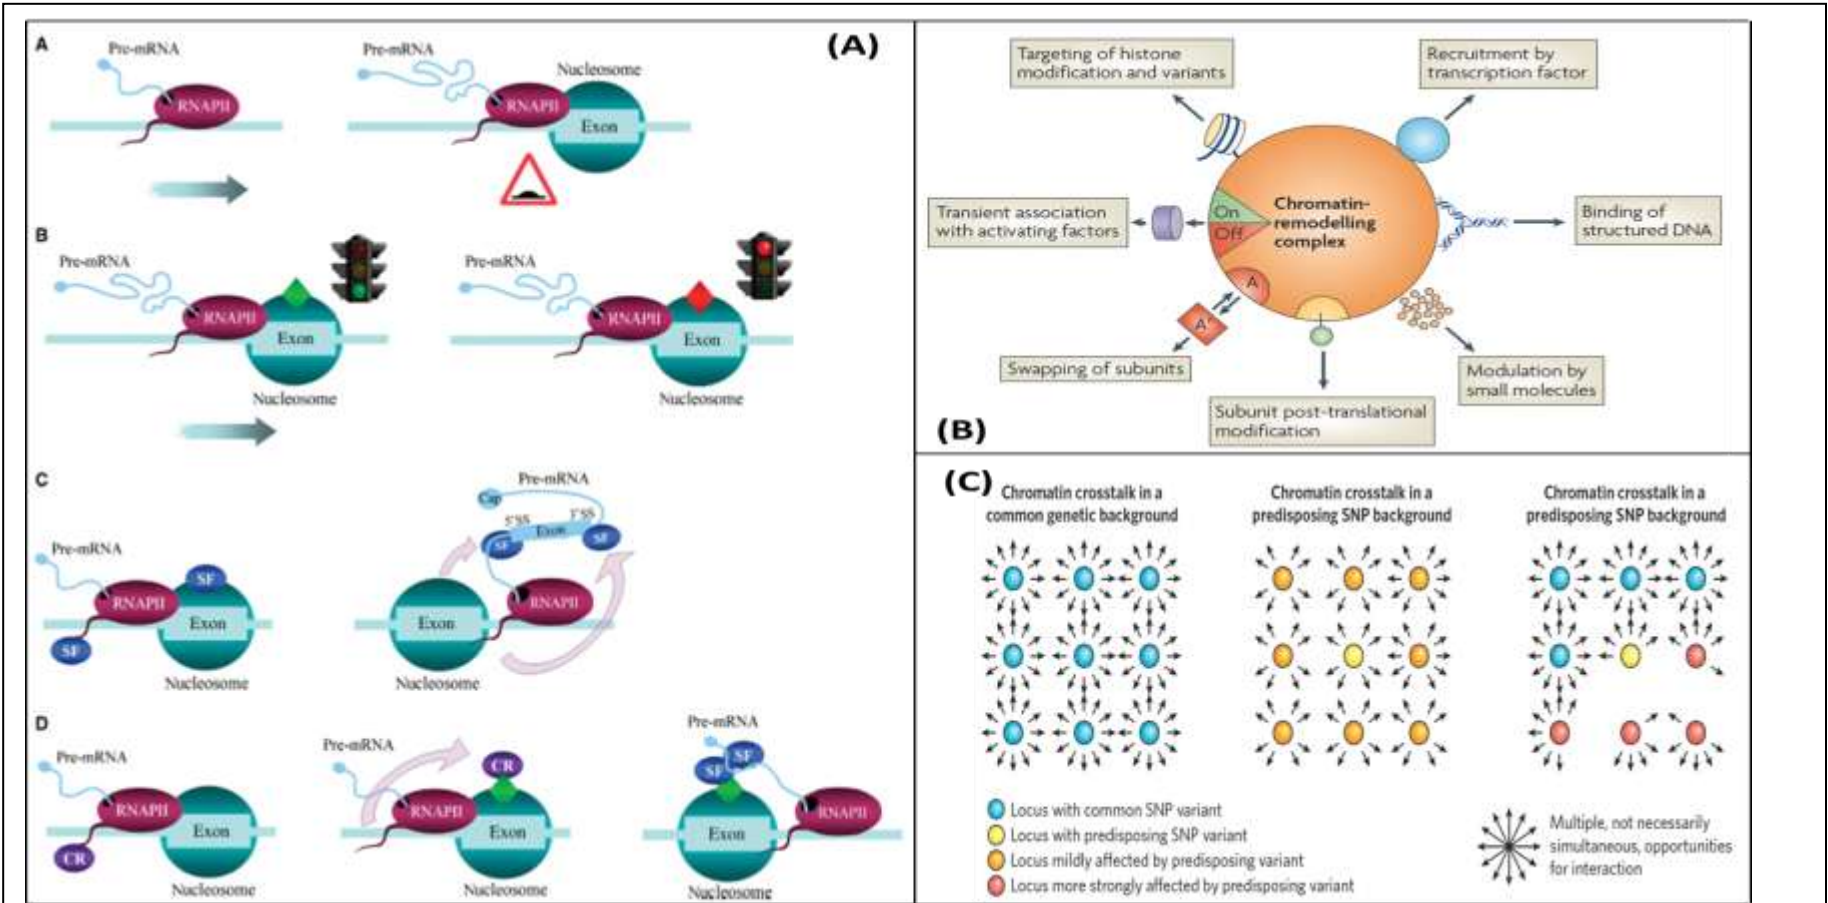 (A)
A
Pre-mRNA
RNAPII
Pre-mRNA
Nucleosome
RNAPII
Exon
B
Pre-mRNA
RNAPII
Exon
Nucleosome
Pre-mRNA
RNAPII
Exon
Nucleosome
C
Pre-mRNA
SF
RNAPII
Exon
SF
Nucleosome
Pre-mRNA
Cap
5'SS
3'SS
Exon
SF
SF
RNAPII
Exon
Nucleosome
D
Pre-mRNA
RNAPII
Exon
CR
Nucleosome
Pre-mRNA
CR
RNAPII
Exon
Nucleosome
Pre-mRNA
SF
SF
RNAPII
Exon
Nucleosome
(B)
Targeting of histone
modification and variants
Recruitment by
transcription factor
Transient association
with activating factors
On
Off
Chromatin-
remodelling
complex
Binding of
structured DNA
A
A'
Swapping of subunits
Subunit post-translational
modification
Modulation by
small molecules
(C)
Chromatin crosstalk in a
common genetic background
Chromatin crosstalk in a
predisposing SNP background
Chromatin crosstalk in a
predisposing SNP background
Locus with common SNP variant
Locus with predisposing SNP variant
Locus mildly affected by predisposing variant
Locus more strongly affected by predisposing variant
Multiple, not necessarily
simultaneous, opportunities
for interaction